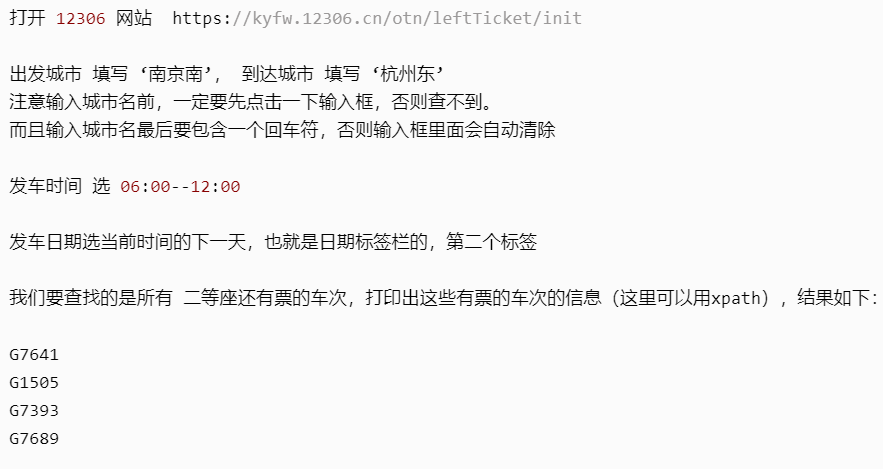 打开 12306 网站  https://kyfw.12306.cn/otn/leftTicket/init
出发城市 填写 ‘南京南’， 到达城市 填写 ‘杭州东’
注意输入城市名前，一定要先点击一下输入框，否则查不到。
而且输入城市名最后要包含一个回车符，否则输入框里面会自动清除
发车时间 选 06:00--12:00
发车日期选当前时间的下一天，也就是日期标签栏的，第二个标签
我们要查找的是所有 二等座还有票的车次，打印出这些有票的车次的信息（这里可以用xpath），结果如下：
G7641
G1505
G7393
G7689